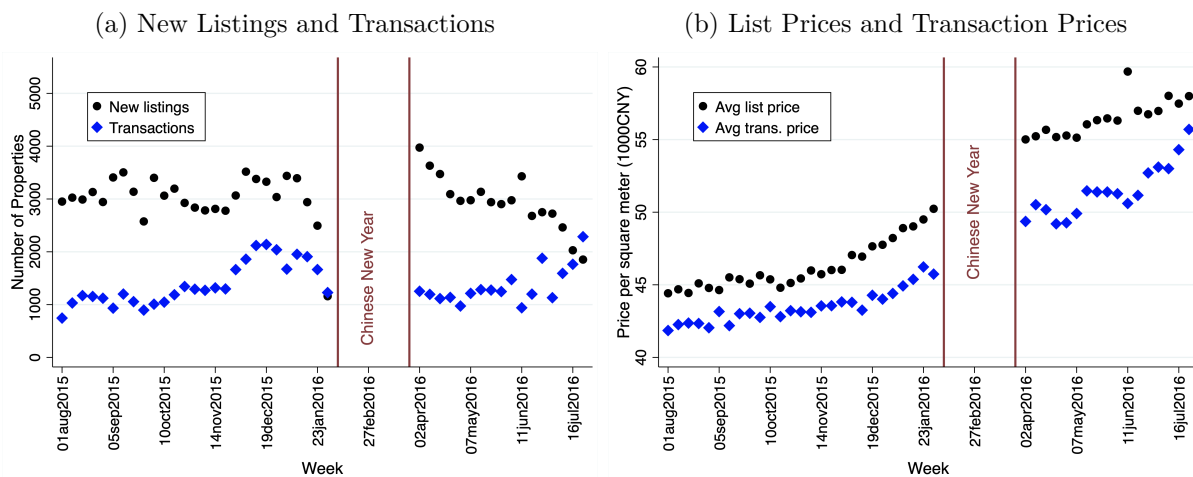 (a) New Listings and Transactions
Number of Properties
5000
4000
3000
2000
1000
0
New listings
Transactions
Chinese New Year
01aug2015
05sep2015
10oct2015
14nov2015
19dec2015
23jan2016
27feb2016
02apr2016
07may2016
11jun2016
16jul2016
Week
(b) List Prices and Transaction Prices
Price per square meter (1000CNY)
60
55
50
45
40
Avg list price
Avg trans. price
Chinese New Year
01aug2015
05sep2015
10oct2015
14nov2015
19dec2015
23jan2016
27feb2016
02apr2016
07may2016
11jun2016
16jul2016
Week